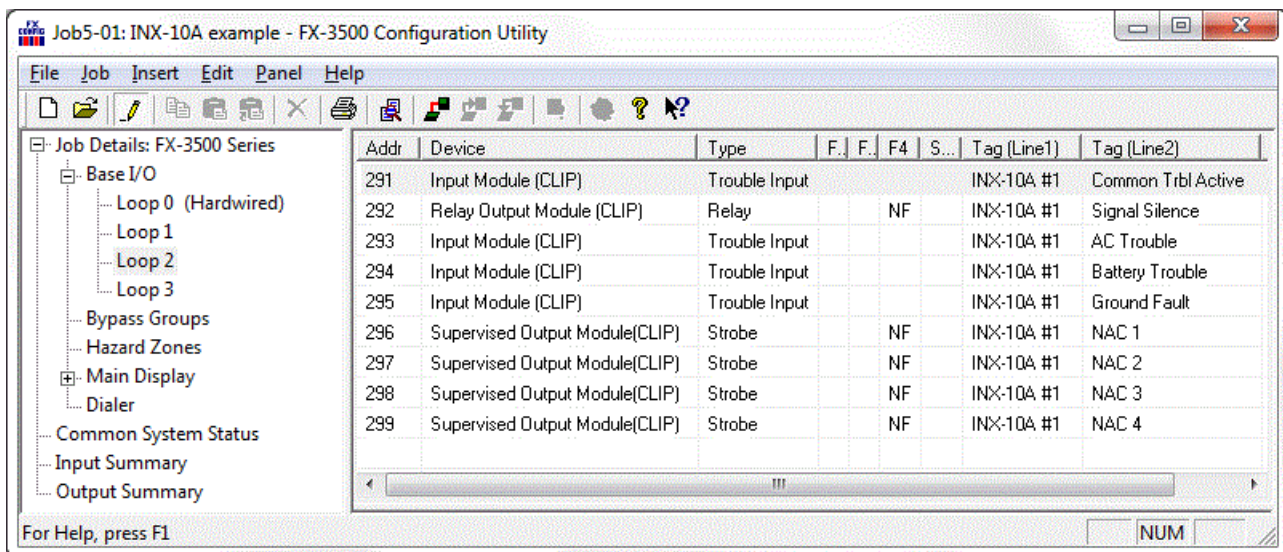 FX CONFIG Job5-01: INX-10A example - FX-3500 Configuration Utility
File Job Insert Edit Panel Help
Job Details: FX-3500 Series
Base I/O
Loop 0 (Hardwired)
Loop 1
Loop 2
Loop 3
Bypass Groups
Hazard Zones
Main Display
Dialer
Common System Status
Input Summary
Output Summary
Addr Device Type F.. F.. F4 S... Tag (Line1) Tag (Line2)
291 Input Module (CLIP) Trouble Input INX-10A #1 Common Trbl Active
292 Relay Output Module (CLIP) Relay NF INX-10A #1 Signal Silence
293 Input Module (CLIP) Trouble Input INX-10A #1 AC Trouble
294 Input Module (CLIP) Trouble Input INX-10A #1 Battery Trouble
295 Input Module (CLIP) Trouble Input INX-10A #1 Ground Fault
296 Supervised Output Module(CLIP) Strobe NF INX-10A #1 NAC 1
297 Supervised Output Module(CLIP) Strobe NF INX-10A #1 NAC 2
298 Supervised Output Module(CLIP) Strobe NF INX-10A #1 NAC 3
299 Supervised Output Module(CLIP) Strobe NF INX-10A #1 NAC 4
For Help, press F1 NUM